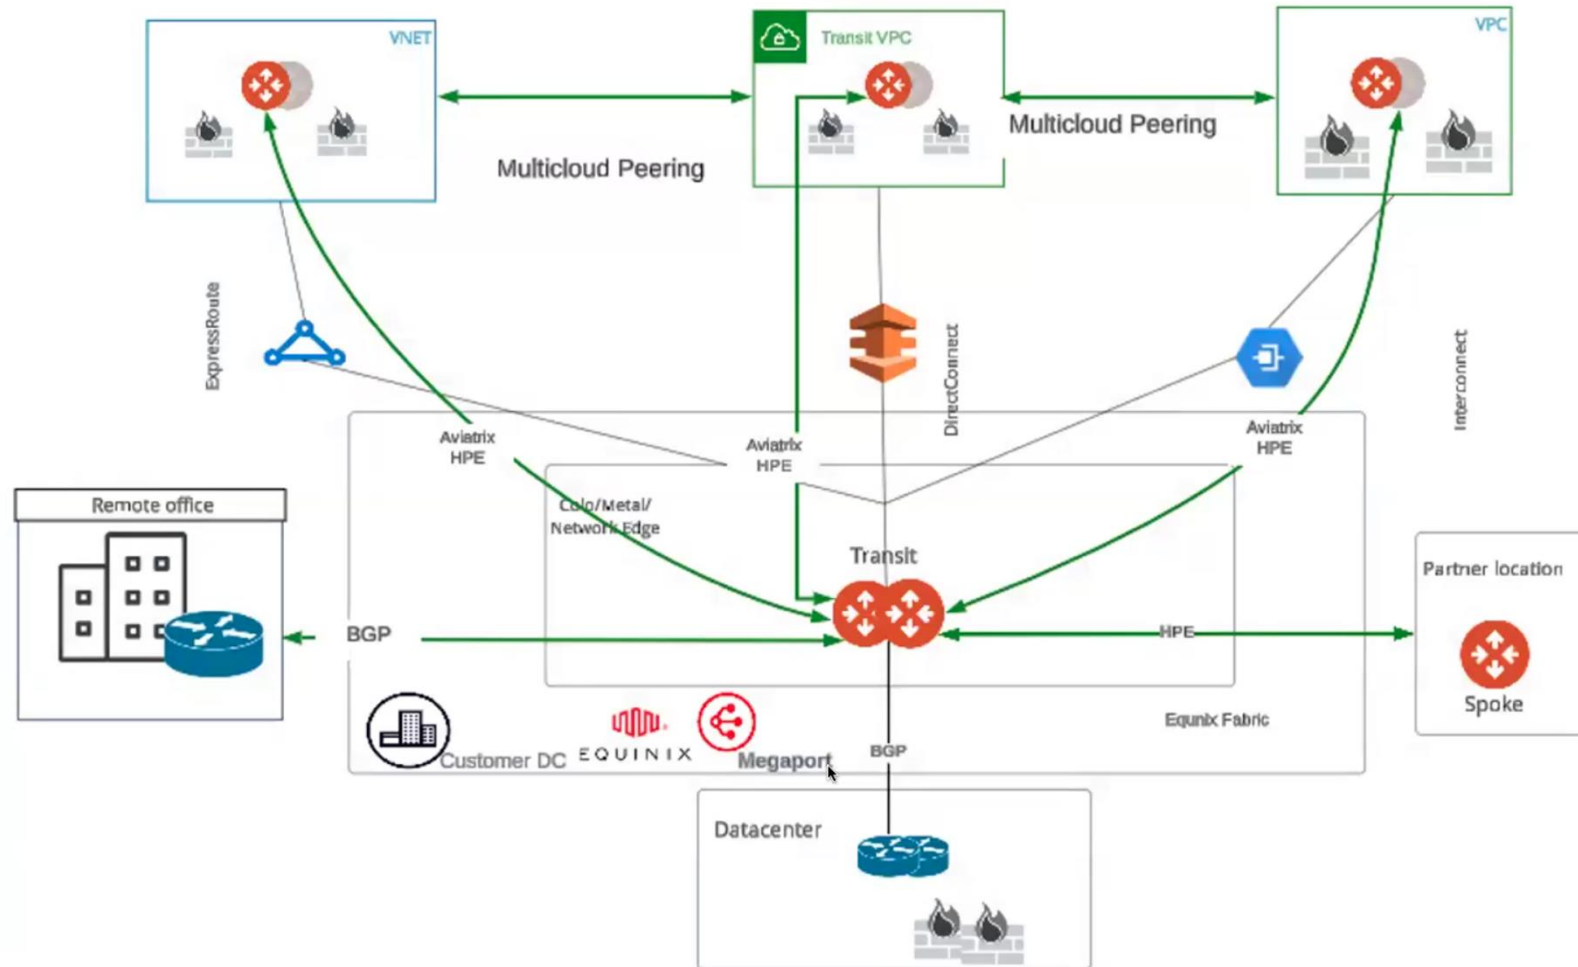 VNET
Transit VPC
VPC
Multicloud Peering
Multicloud Peering
ExpressRoute
DirectConnect
Interconnect
Aviatrix
HPE
Aviatrix
HPE
Aviatrix
HPE
Remote office
Colo/Metal/
Network Edge
Transit
Partner location
BGP
HPE
Spoke
Equnix Fabric
Customer DC
EQUINIX
Megaport
BGP
Datacenter